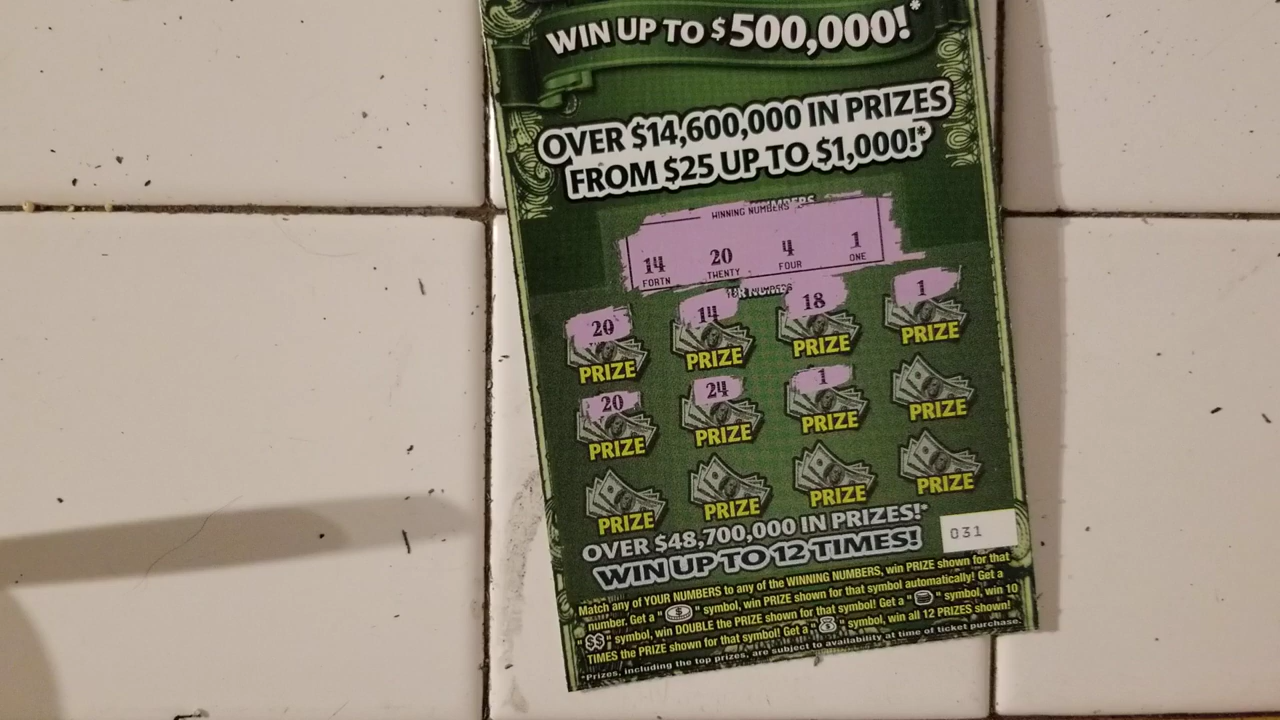 WIN UP TO $500,000!*
OVER $14,600,000 IN PRIZES
FROM $25 UP TO $1,000!*
WINNING NUMBERS
14 20 4 1
FORTN TWENTY FOUR ONE
20 14 18 1
PRIZE PRIZE PRIZE PRIZE
20 24 1
PRIZE PRIZE PRIZE PRIZE
PRIZE PRIZE PRIZE PRIZE
OVER $48,700,000 IN PRIZES!*
WIN UP TO 12 TIMES!
031
Match any of YOUR NUMBERS to any of the WINNING NUMBERS, win PRIZE shown for that
number. Get a " $ " symbol, win PRIZE shown for that symbol automatically! Get a
"$$" symbol, win DOUBLE the PRIZE shown for that symbol! Get a " " symbol, win 10
TIMES the PRIZE shown for that symbol! Get a " $ " symbol, win all 12 PRIZES shown!
*Prizes, including the top prizes, are subject to availability at time of ticket purchase.